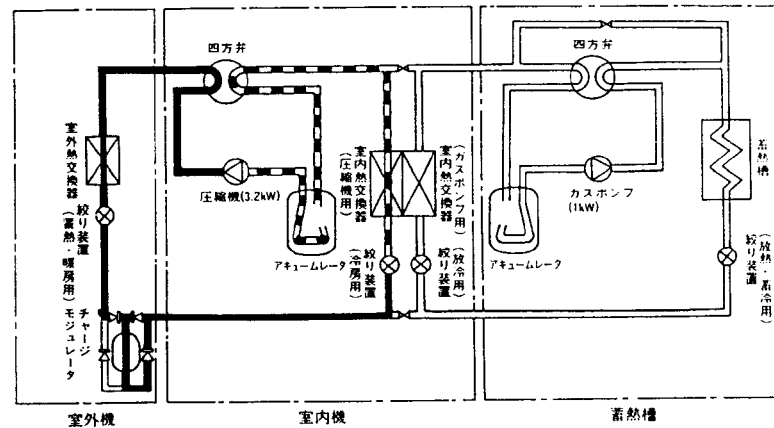 四方弁
四方弁
室外熱交換器
圧縮機(3.2kW)
アキュームレータ
室内熱交換器
(圧縮機用)
室内熱交換器
(ガスポンプ用)
ガスポンプ
(1kW)
アキュームレータ
蓄熱槽
絞り装置
(蓄熱・暖房用)
絞り装置
(冷房用)
絞り装置
(放冷用)
絞り装置
(放熱・蓄冷用)
チャージ
モジュレータ
室外機
室内機
蓄熱槽